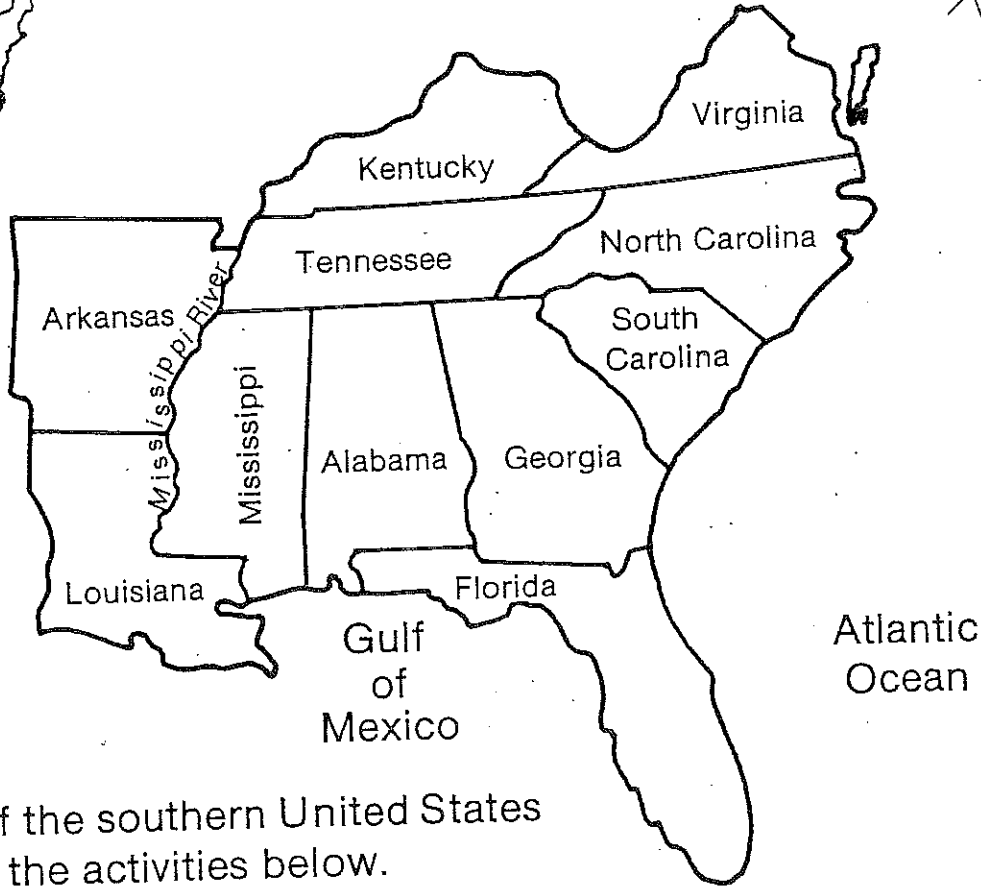 Virginia
Kentucky
North Carolina
Tennessee
Arkansas
Mississippi River
South
Carolina
Mississippi
Alabama
Georgia
Louisiana
Florida
Gulf
of
Mexico
Atlantic
Ocean
f the southern United States
the activities below.